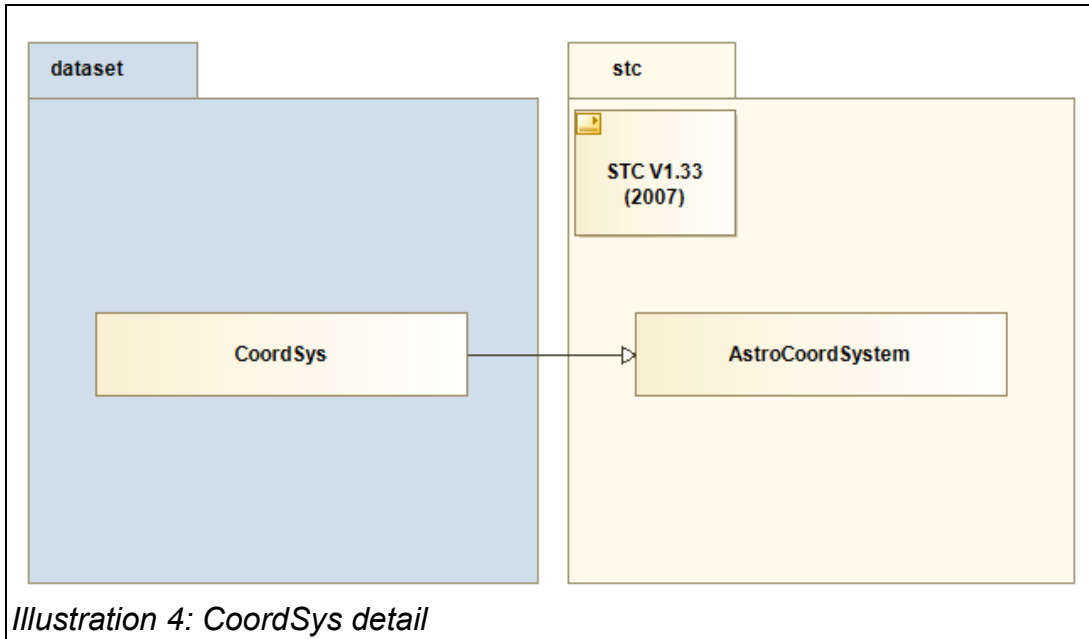 dataset
stc
STC V1.33
(2007)
CoordSys
AstroCoordSystem
Illustration 4: CoordSys detail